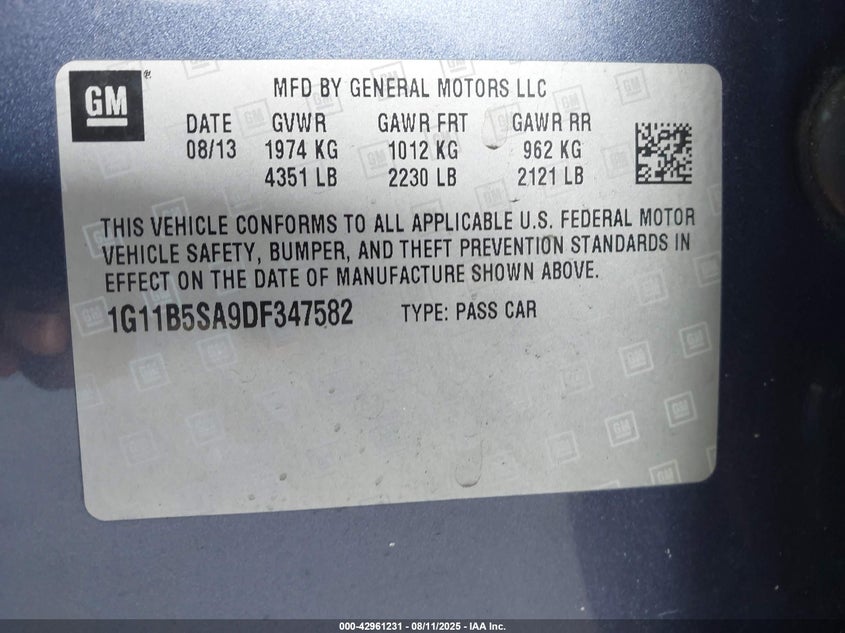 GM
MFD BY GENERAL MOTORS LLC
DATE GVWR GAWR FRT GAWR RR
08/13 1974 KG 1012 KG 962 KG
4351 LB 2230 LB 2121 LB
THIS VEHICLE CONFORMS TO ALL APPLICABLE U.S. FEDERAL MOTOR
VEHICLE SAFETY, BUMPER, AND THEFT PREVENTION STANDARDS IN
EFFECT ON THE DATE OF MANUFACTURE SHOWN ABOVE.
1G11B5SA9DF347582 TYPE: PASS CAR
000-42961231 - 08/11/2025 - IAA Inc.